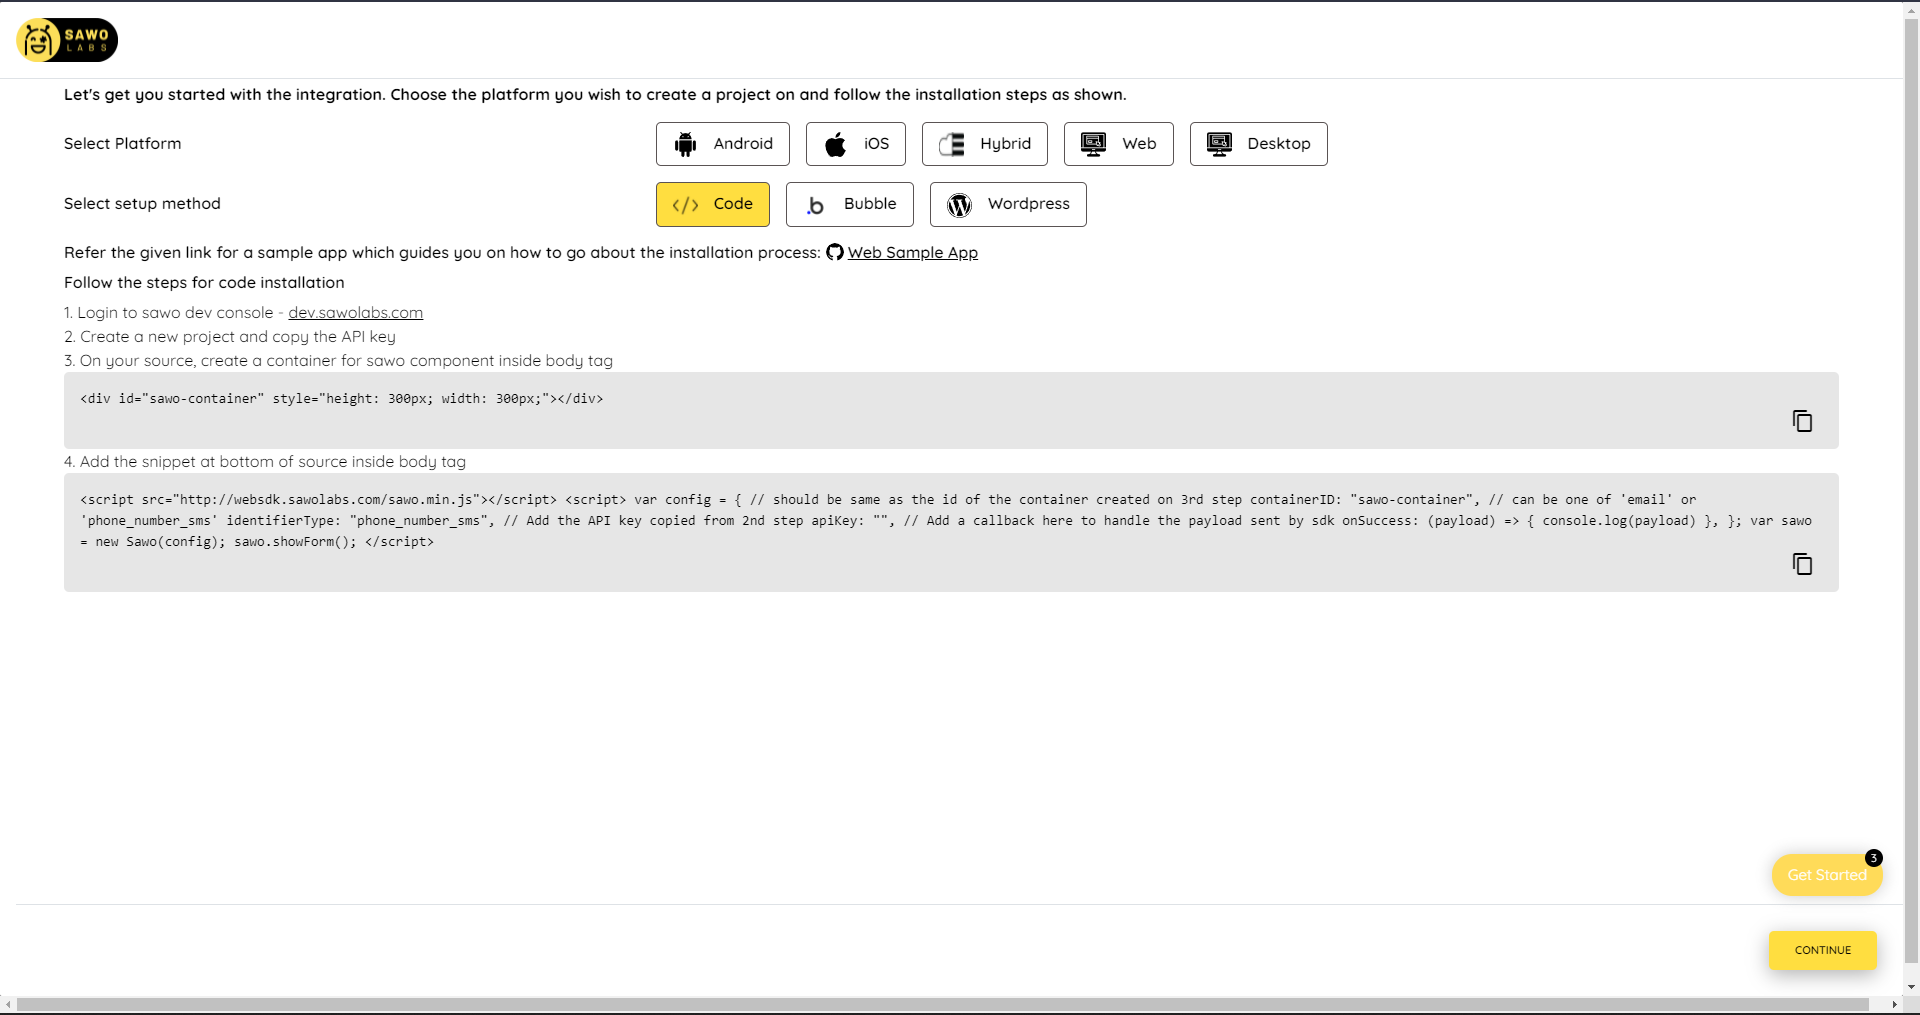 SAWO
LABS
Let's get you started with the integration. Choose the platform you wish to create a project on and follow the installation steps as shown.
Select Platform
Android
iOS
Hybrid
Web
Desktop
Select setup method
</> Code
b Bubble
Wordpress
Refer the given link for a sample app which guides you on how to go about the installation process: Web Sample App
Follow the steps for code installation
1. Login to sawo dev console - dev.sawolabs.com
2. Create a new project and copy the API key
3. On your source, create a container for sawo component inside body tag
<div id="sawo-container" style="height: 300px; width: 300px;"></div>
4. Add the snippet at bottom of source inside body tag
<script src="http://websdk.sawolabs.com/sawo.min.js"></script> <script> var config = { // should be same as the id of the container created on 3rd step containerID: "sawo-container", // can be one of 'email' or
'phone_number_sms' identifierType: "phone_number_sms", // Add the API key copied from 2nd step apiKey: "", // Add a callback here to handle the payload sent by sdk onSuccess: (payload) => { console.log(payload) }, }; var sawo
= new Sawo(config); sawo.showForm(); </script>
3
Get Started
CONTINUE